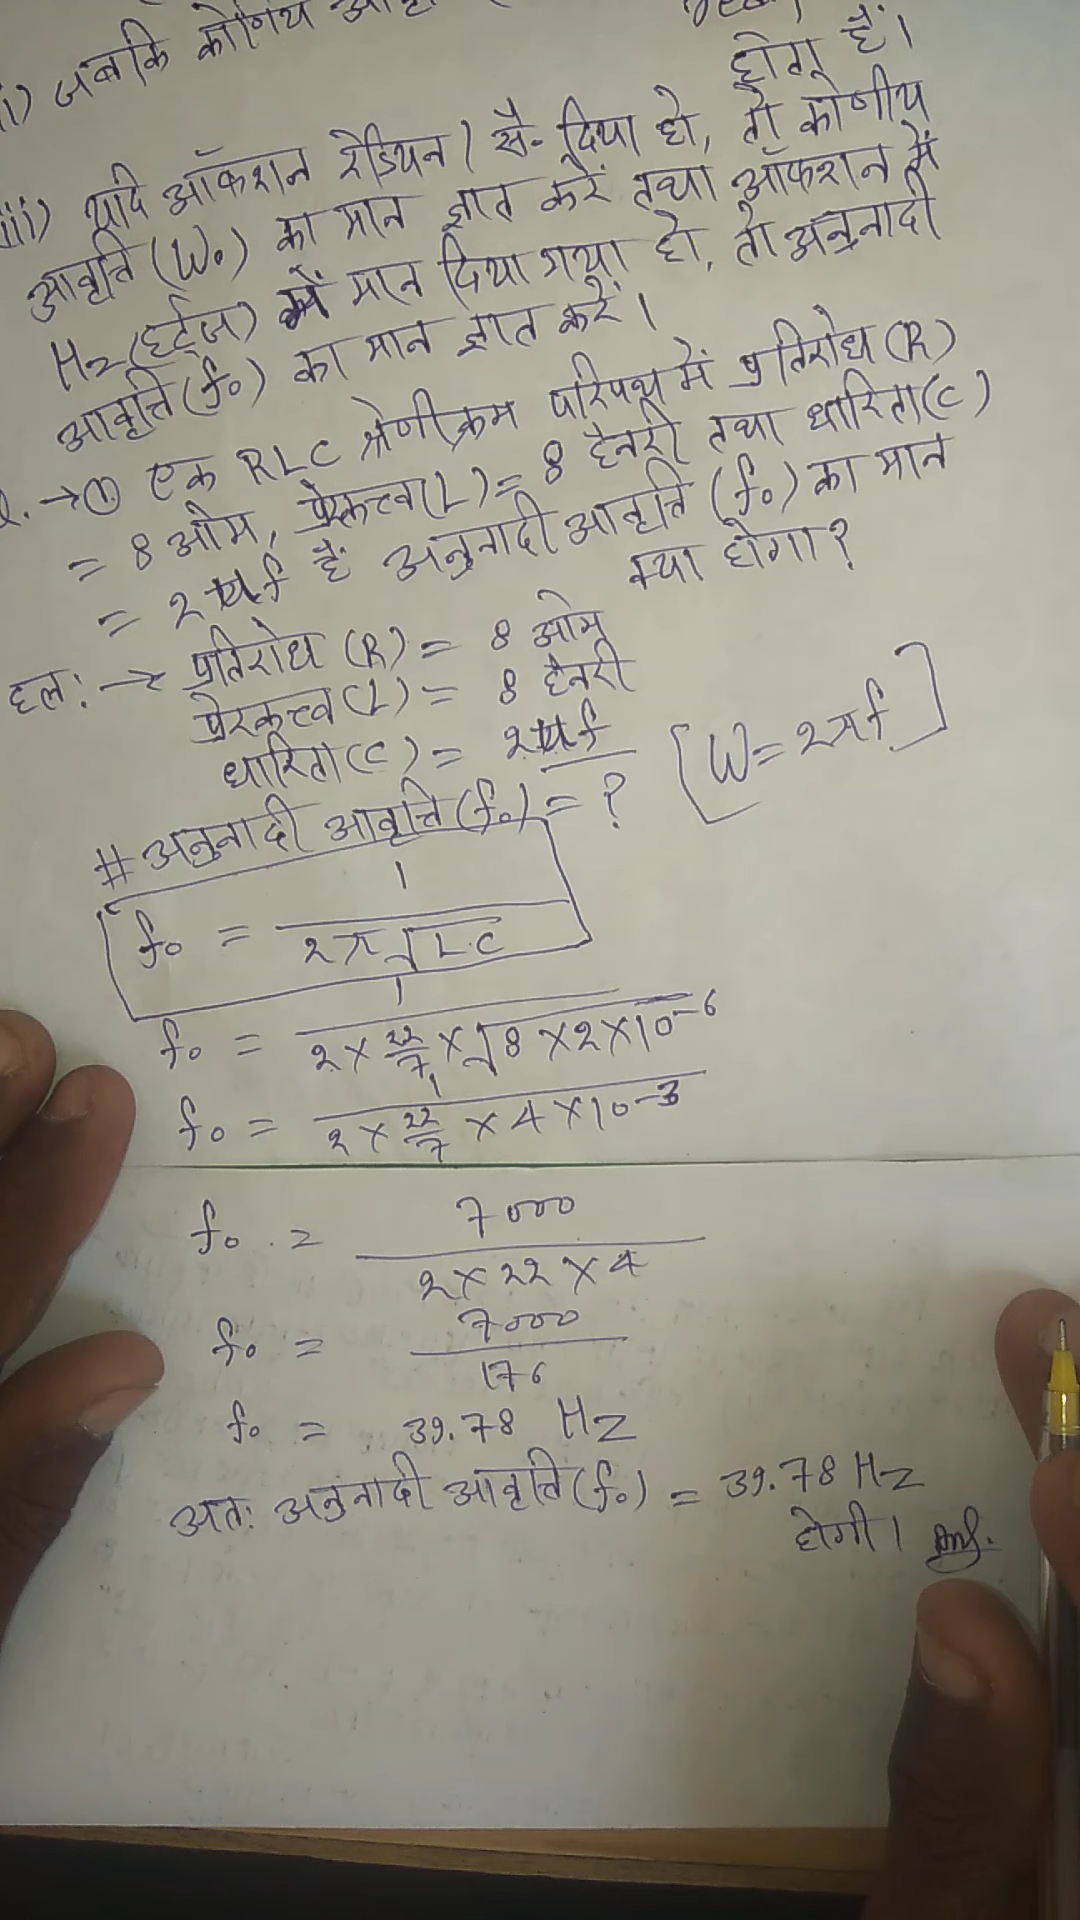 i) जबकि कोणीय
होता है।
iii) यदि ऑफशन रेडियन / सै० दिया हो, तो कोणीय
आवृत्ति (W₀) का मान ज्ञात करें तथा ऑफशन में
Hz (हर्ट्ज) में मान दिया गया हो, तो अनुनादी
आवृत्ति (f₀) का मान ज्ञात करें।
Q. → ① एक RLC श्रेणीक्रम परिपथ में प्रतिरोध (R)
= 8 ओम, प्रेरकत्त्व (L) = 8 हैनरी तथा धारिता (C)
= 2 μf हैं अनुनादी आवृत्ति (f₀) का मान
क्या होगा?
हल: → प्रतिरोध (R) = 8 ओम
प्रेरकत्त्व (L) = 8 हैनरी
धारिता (C) = 2 μf [W = 2πf]
# अनुनादी आवृत्ति (f₀) = ?
f₀ = 1 / 2π√L.C
f₀ = 1 / 2 × 22/7 × √8 × 2 × 10⁻⁶
f₀ = 1 / 2 × 22/7 × 4 × 10⁻³
f₀ = 7000 / 2 × 22 × 4
f₀ = 7000 / 176
f₀ = 39.78 Hz
अतः अनुनादी आवृत्ति (f₀) = 39.78 Hz
होगी। Ans.